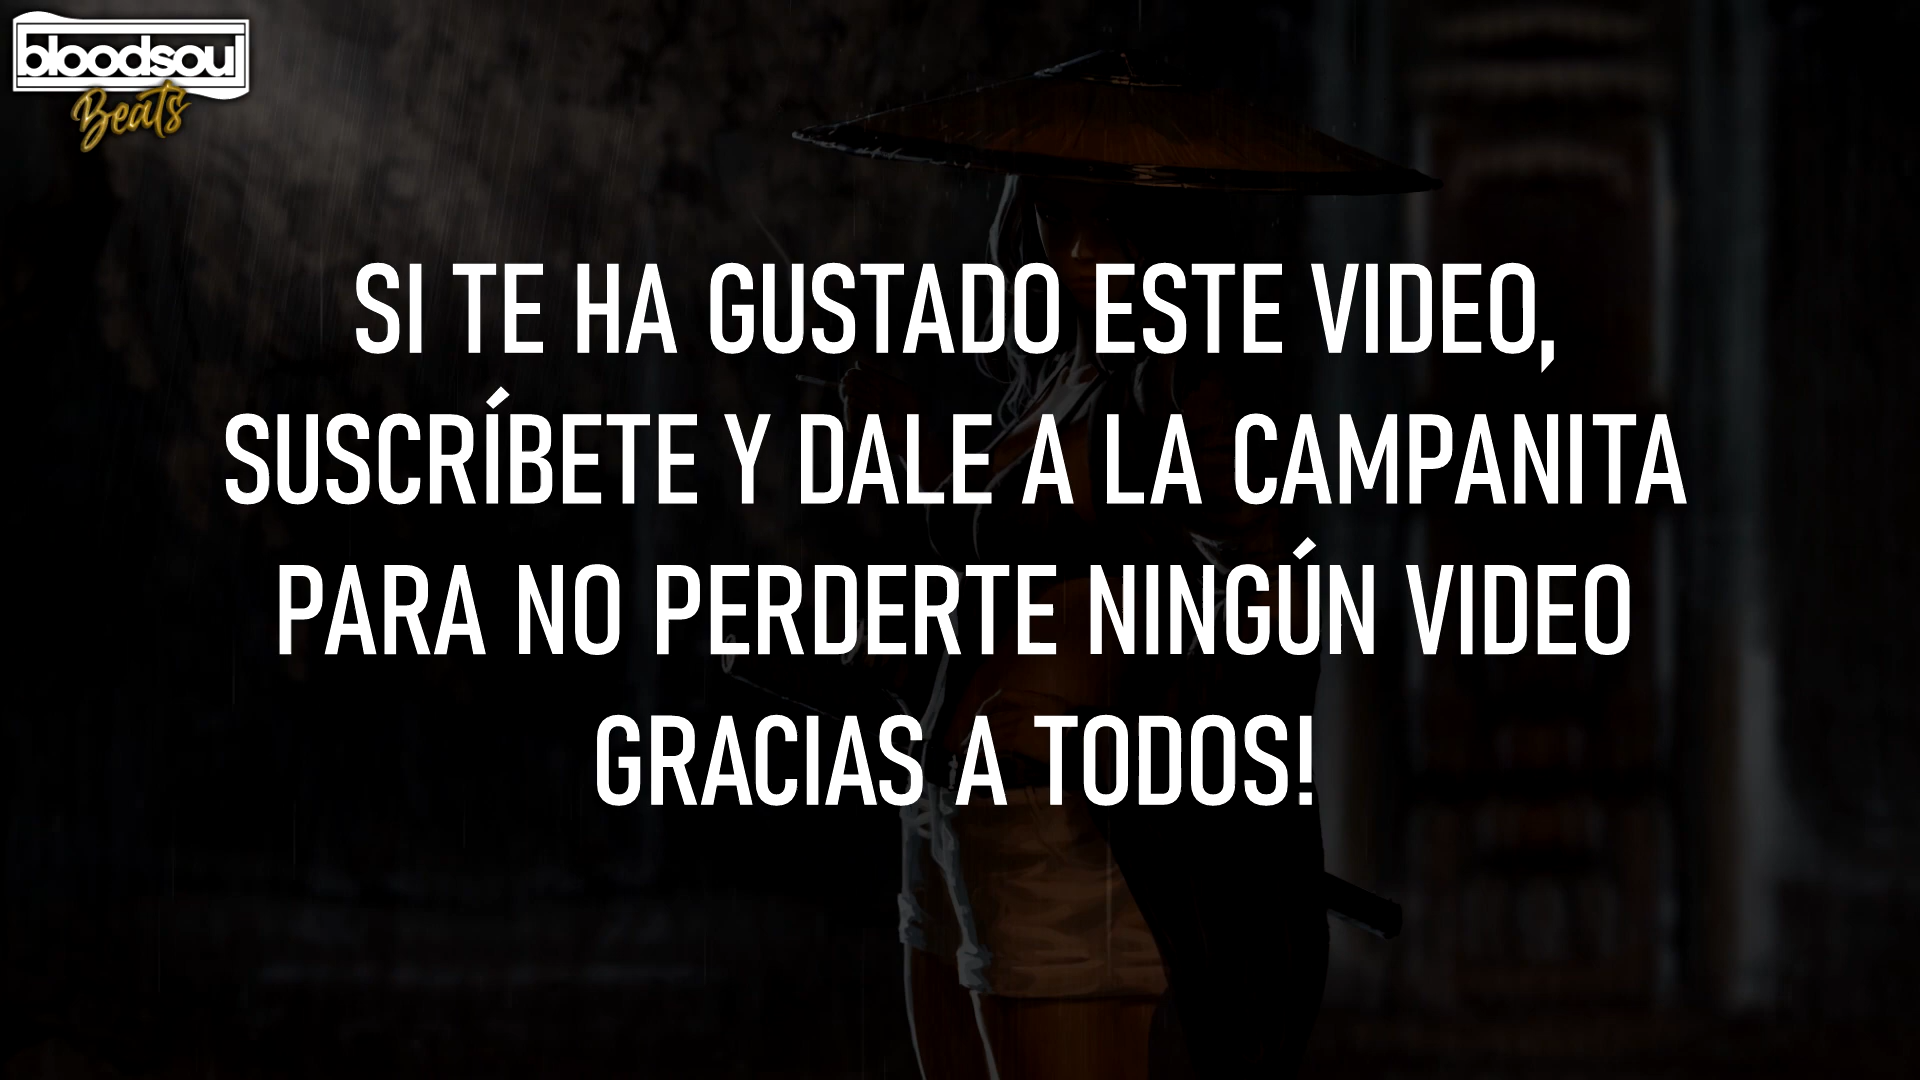 bloodsoul
Beats
SI TE HA GUSTADO ESTE VIDEO,
SUSCRÍBETE Y DALE A LA CAMPANITA
PARA NO PERDERTE NINGÚN VIDEO
GRACIAS A TODOS!